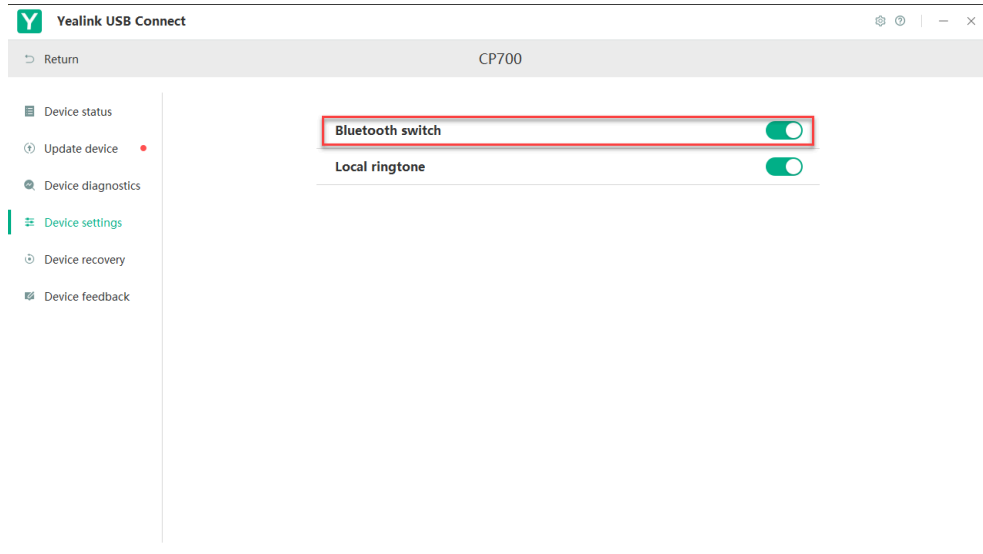 Y Yealink USB Connect
Return
CP700
Device status
Update device
Device diagnostics
Device settings
Device recovery
Device feedback
Bluetooth switch
Local ringtone